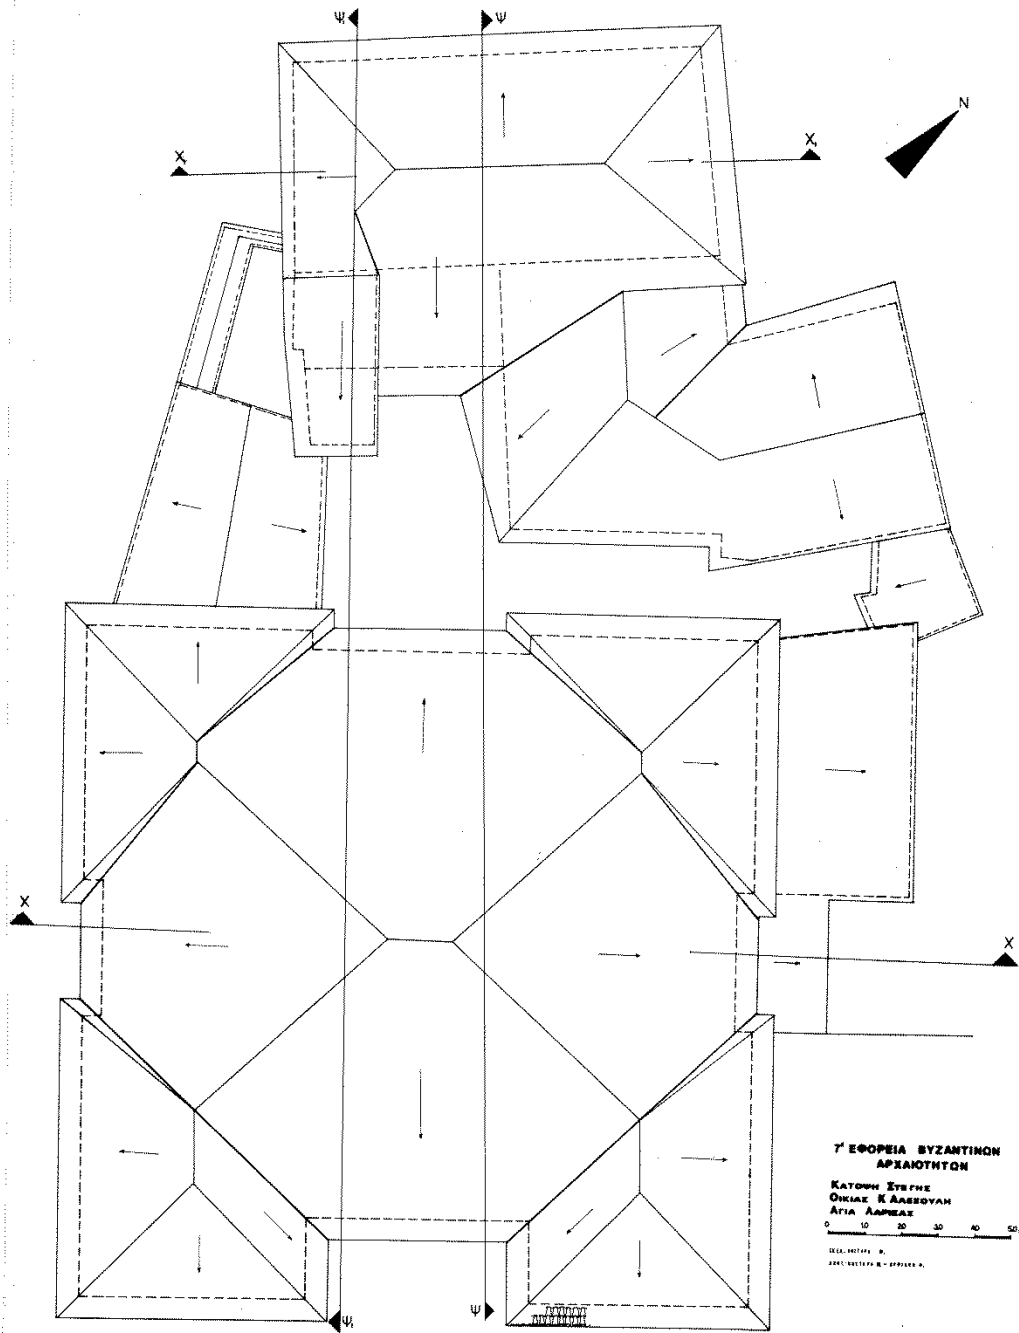 Ψ₁ Ψ
N
X₁ X₁
X X
7η ΕΦΟΡΕΙΑ ΒΥΖΑΝΤΙΝΩΝ
ΑΡΧΑΙΟΤΗΤΩΝ
ΚΑΤΟΨΗ ΣΤΕΓΗΣ
ΟΙΚΙΑΣ Κ ΑΛΕΞΟΥΛΗ
ΑΓΙΑ ΛΑΡΙΣΑΣ
0 10 20 30 40 50
Ψ₁ Ψ